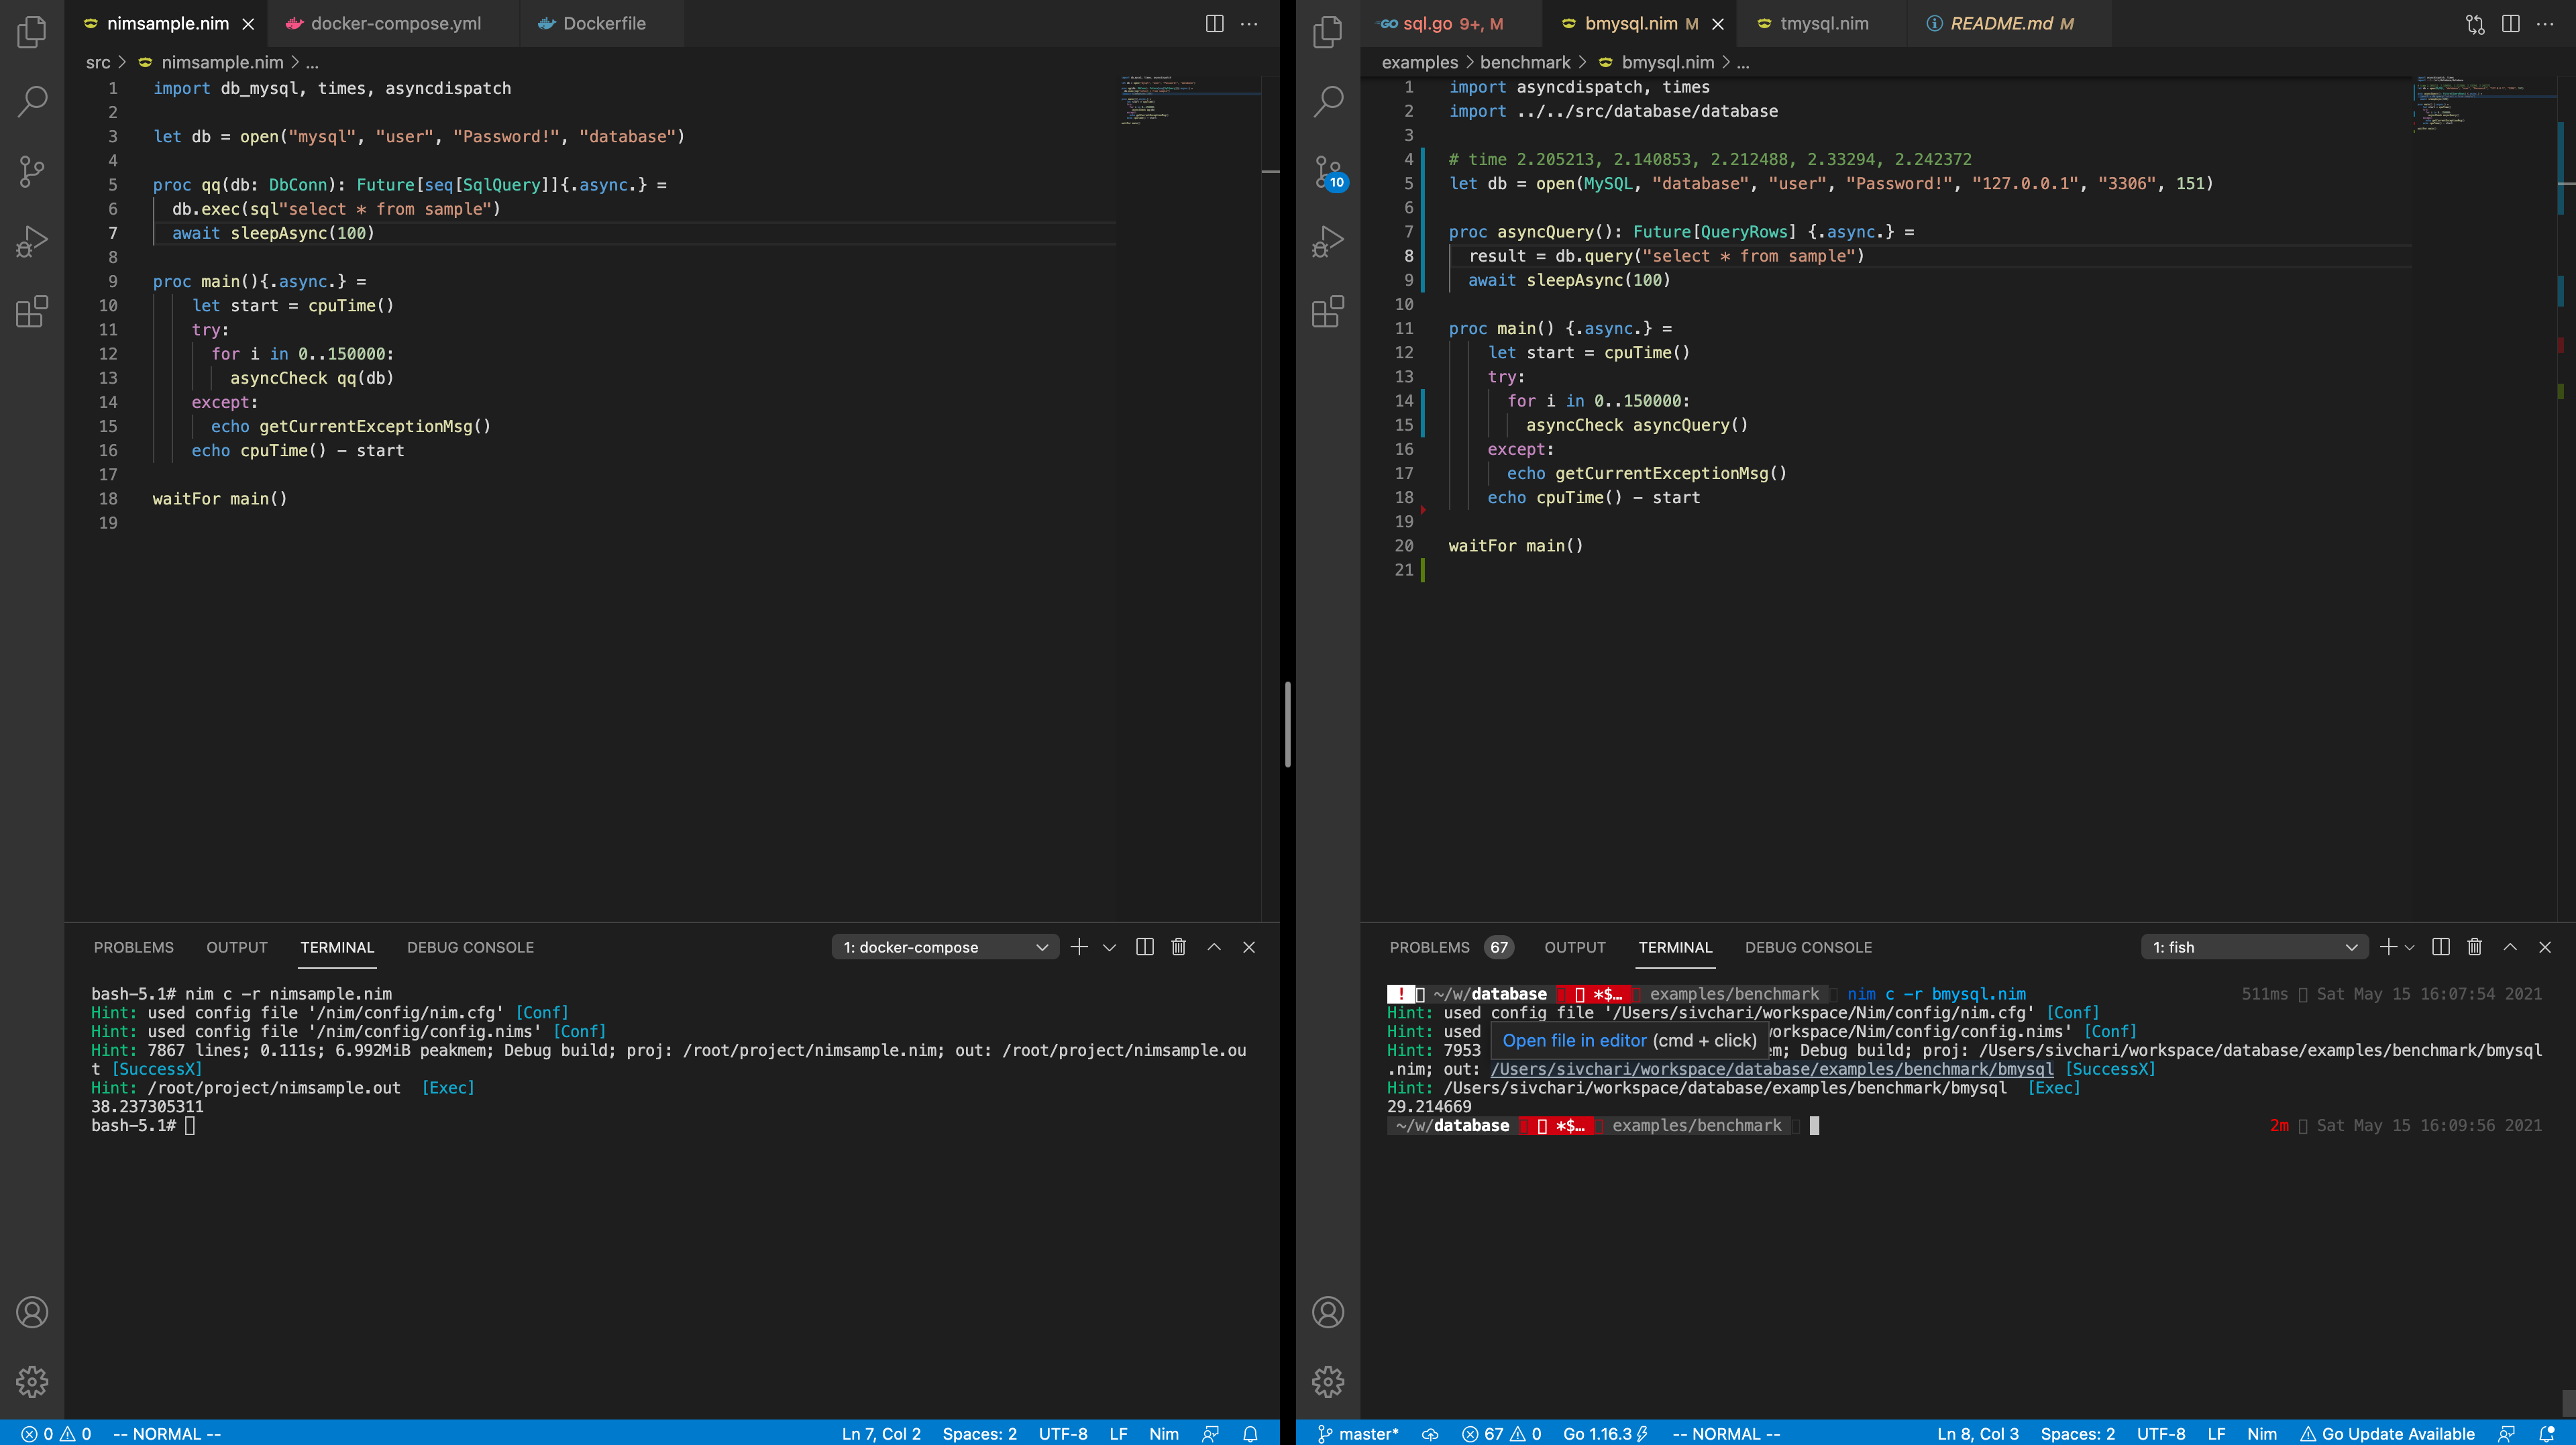 nimsample.nim docker-compose.yml Dockerfile
src > nimsample.nim > ...
1 import db_mysql, times, asyncdispatch
2
3 let db = open("mysql", "user", "Password!", "database")
4
5 proc qq(db: DbConn): Future[seq[SqlQuery]]{.async.} =
6 db.exec(sql"select * from sample")
7 await sleepAsync(100)
8
9 proc main(){.async.} =
10 let start = cpuTime()
11 try:
12 for i in 0..150000:
13 asyncCheck qq(db)
14 except:
15 echo getCurrentExceptionMsg()
16 echo cpuTime() - start
17
18 waitFor main()
19
PROBLEMS OUTPUT TERMINAL DEBUG CONSOLE 1: docker-compose
bash-5.1# nim c -r nimsample.nim
Hint: used config file '/nim/config/nim.cfg' [Conf]
Hint: used config file '/nim/config/config.nims' [Conf]
Hint: 7867 lines; 0.111s; 6.992MiB peakmem; Debug build; proj: /root/project/nimsample.nim; out: /root/project/nimsample.ou
t [SuccessX]
Hint: /root/project/nimsample.out [Exec]
38.237305311
bash-5.1#
0 0 -- NORMAL -- Ln 7, Col 2 Spaces: 2 UTF-8 LF Nim
GO sql.go 9+, M bmysql.nim M tmysql.nim README.md M
10
examples > benchmark > bmysql.nim > ...
1 import asyncdispatch, times
2 import ../../src/database/database
3
4 # time 2.205213, 2.140853, 2.212488, 2.33294, 2.242372
5 let db = open(MySQL, "database", "user", "Password!", "127.0.0.1", "3306", 151)
6
7 proc asyncQuery(): Future[QueryRows] {.async.} =
8 result = db.query("select * from sample")
9 await sleepAsync(100)
10
11 proc main() {.async.} =
12 let start = cpuTime()
13 try:
14 for i in 0..150000:
15 asyncCheck asyncQuery()
16 except:
17 echo getCurrentExceptionMsg()
18 echo cpuTime() - start
19
20 waitFor main()
21
PROBLEMS 67 OUTPUT TERMINAL DEBUG CONSOLE 1: fish
! ~/w/database *$… examples/benchmark nim c -r bmysql.nim 511ms Sat May 15 16:07:54 2021
Hint: used config file '/Users/sivchari/workspace/Nim/config/nim.cfg' [Conf]
Hint: used workspace/Nim/config/config.nims' [Conf]
Open file in editor (cmd + click)
Hint: 7953 em; Debug build; proj: /Users/sivchari/workspace/database/examples/benchmark/bmysql
.nim; out: /Users/sivchari/workspace/database/examples/benchmark/bmysql [SuccessX]
Hint: /Users/sivchari/workspace/database/examples/benchmark/bmysql [Exec]
29.214669
~/w/database *$… examples/benchmark 2m Sat May 15 16:09:56 2021
master* 67 0 Go 1.16.3 -- NORMAL -- Ln 8, Col 3 Spaces: 2 UTF-8 LF Nim Go Update Available